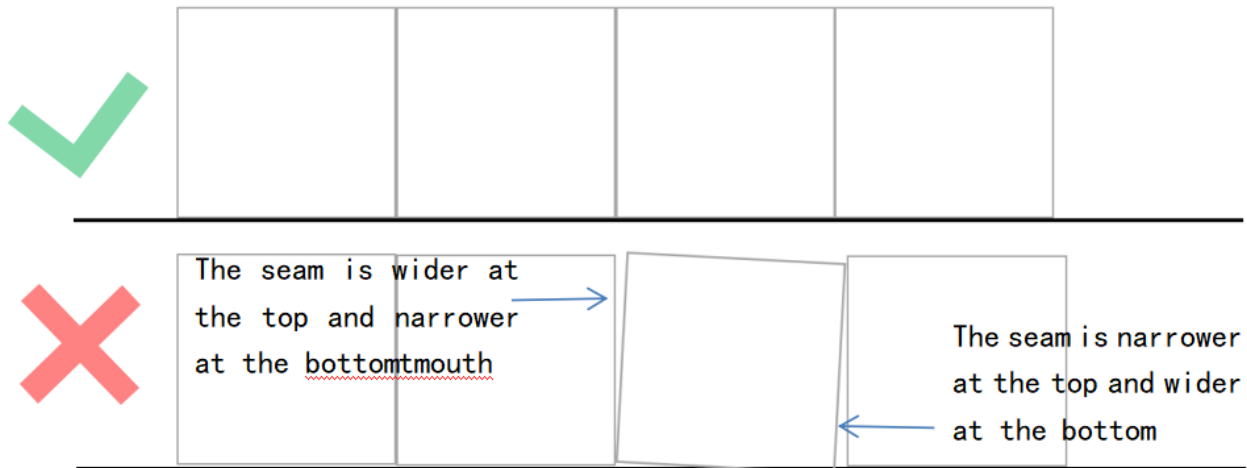 The seam is wider at
the top and narrower
at the bottomtmouth
The seam is narrower
at the top and wider
at the bottom